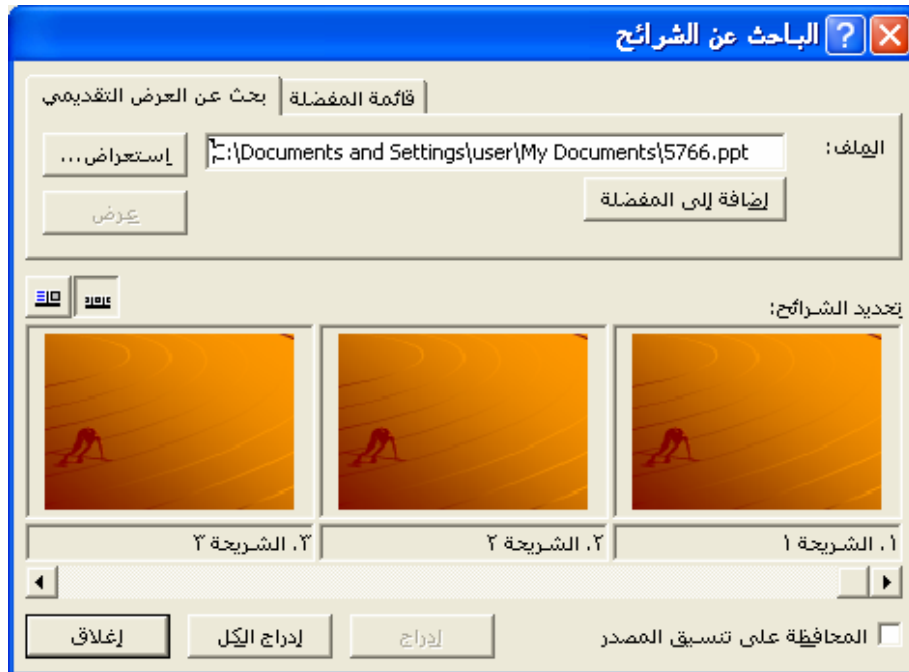 الباحث عن الشرائح
بحث عن العرض التقديمي
قائمة المفضلة
الملف:
C:\Documents and Settings\user\My Documents\5766.ppt
إستعراض...
إضافة إلى المفضلة
عرض
تحديد الشرائح:
١. الشريحة ١
٢. الشريحة ٢
٣. الشريحة ٣
المحافظة على تنسيق المصدر
إدراج
إدراج الكل
إغلاق